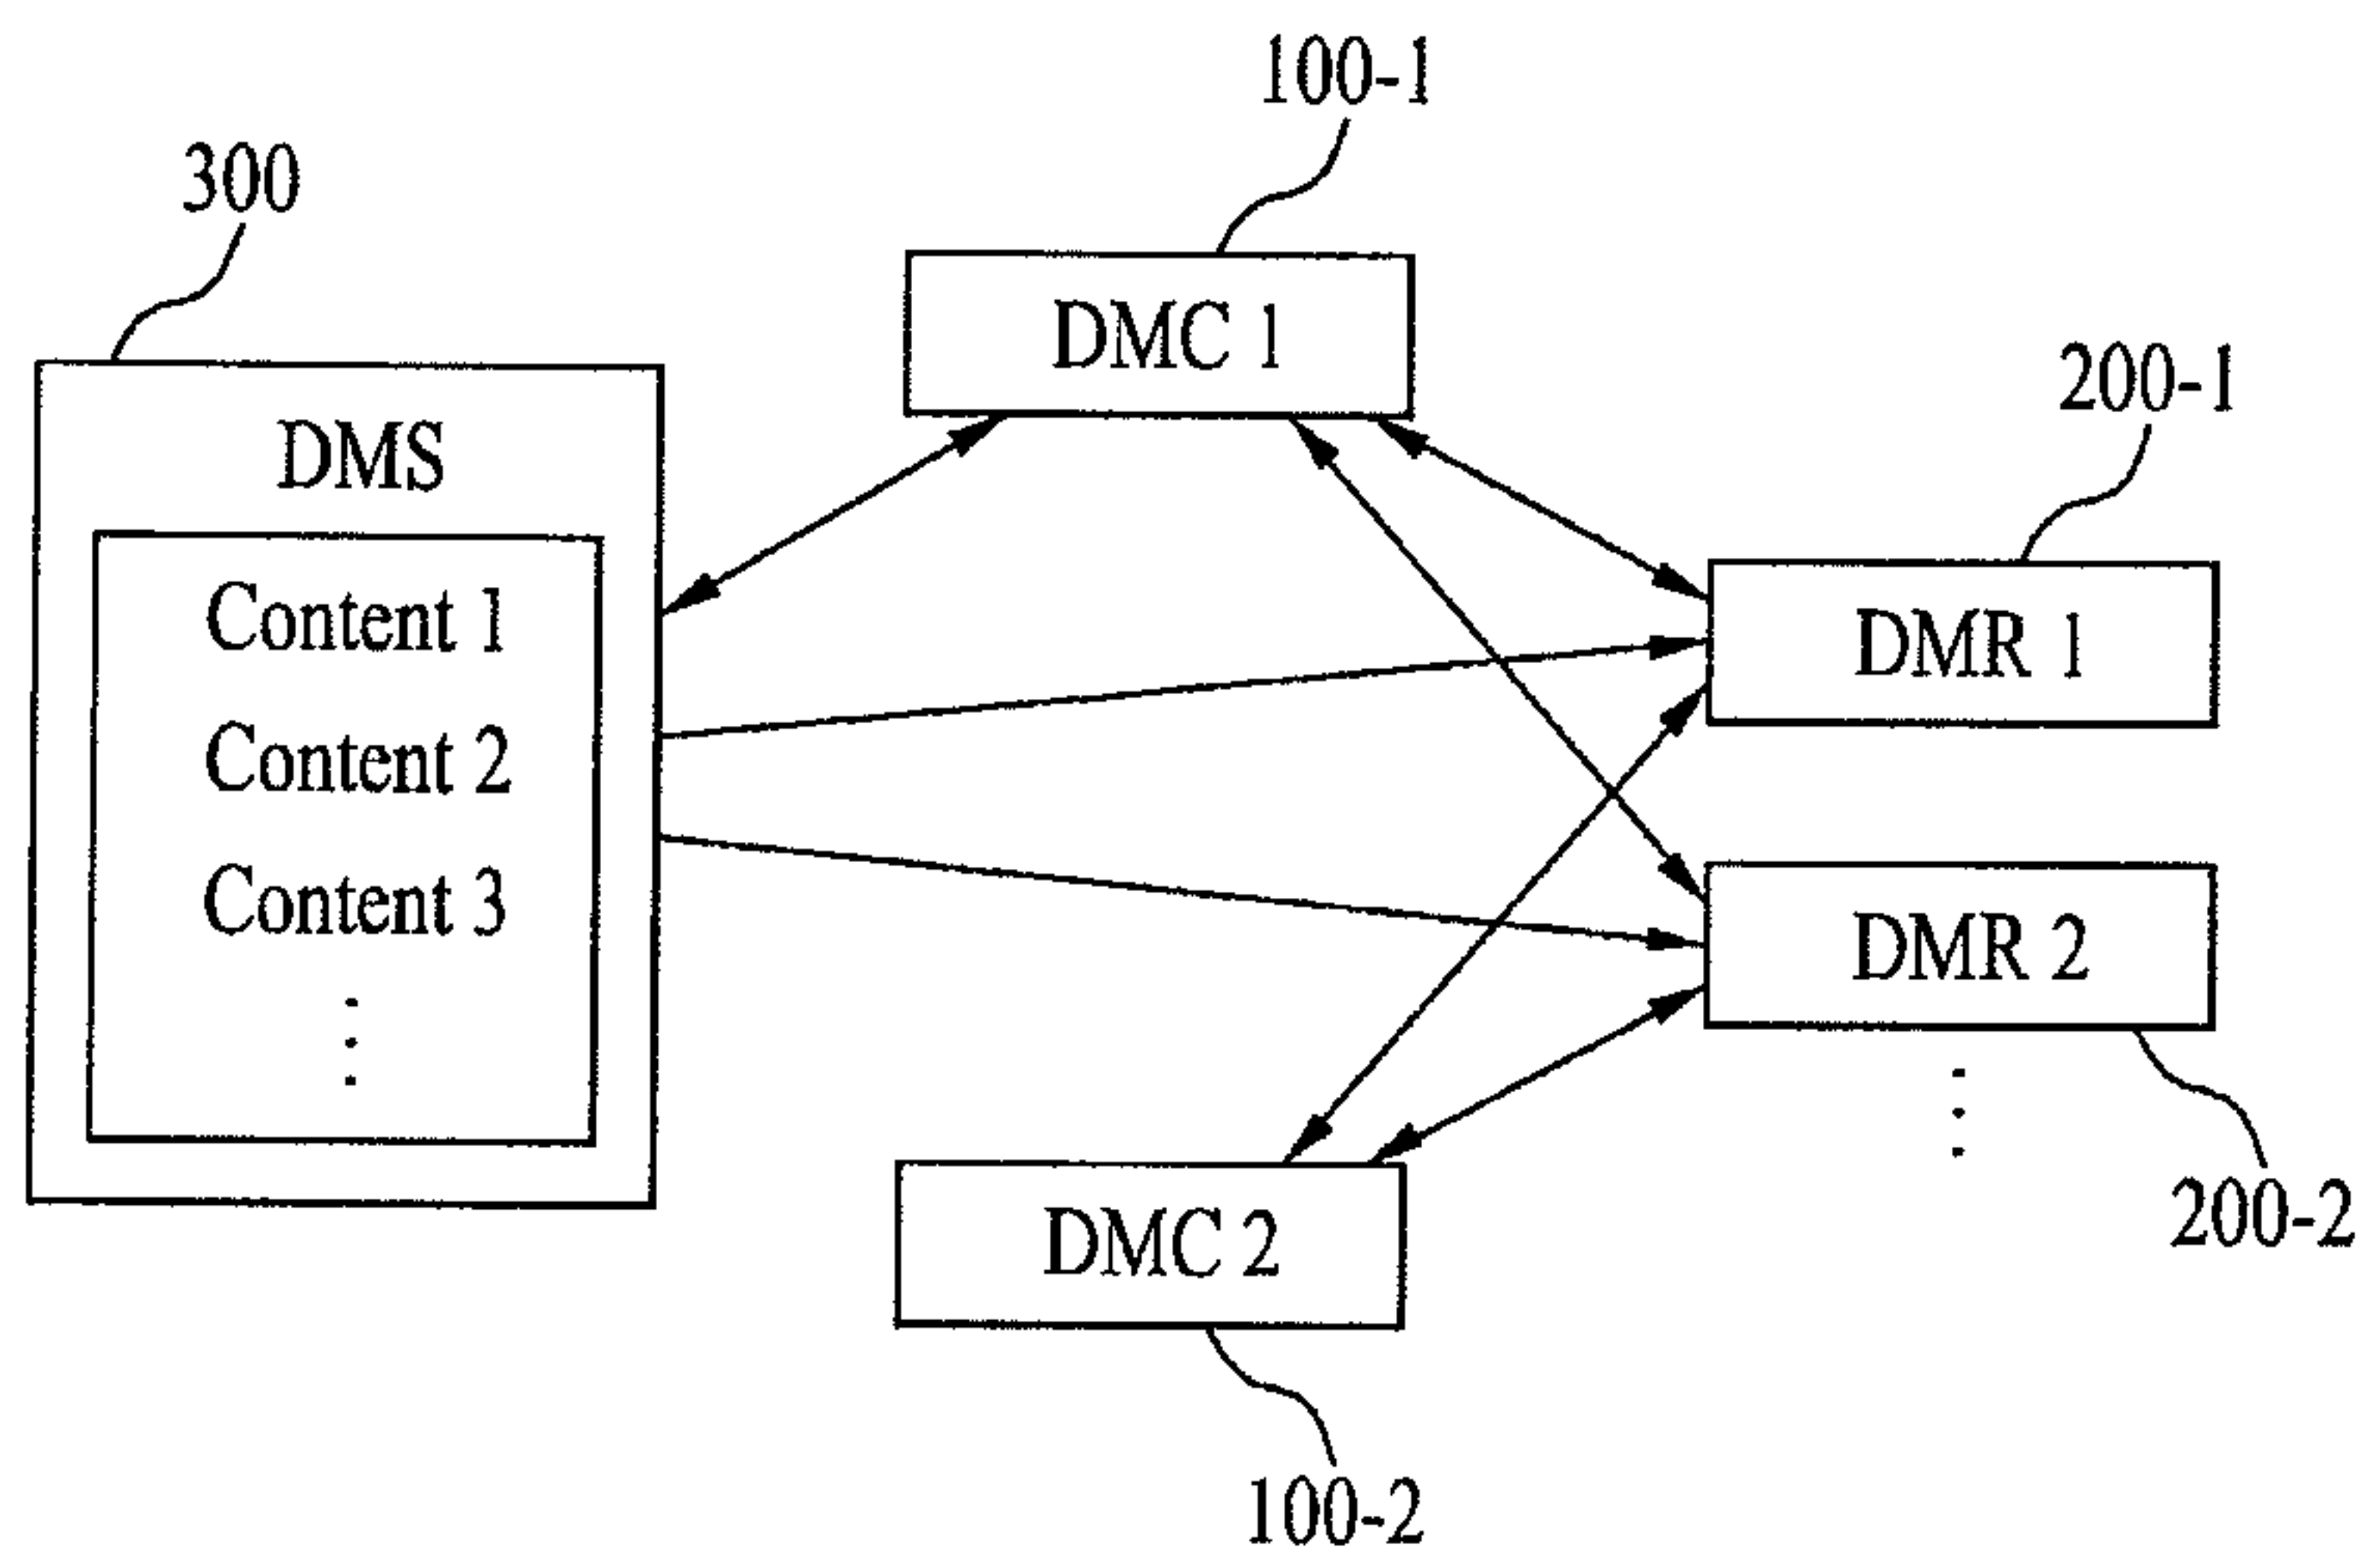 100-1
300
DMC 1
200-1
DMS
Content 1
DMR 1
Content 2
Content 3
DMR 2
200-2
DMC 2
100-2